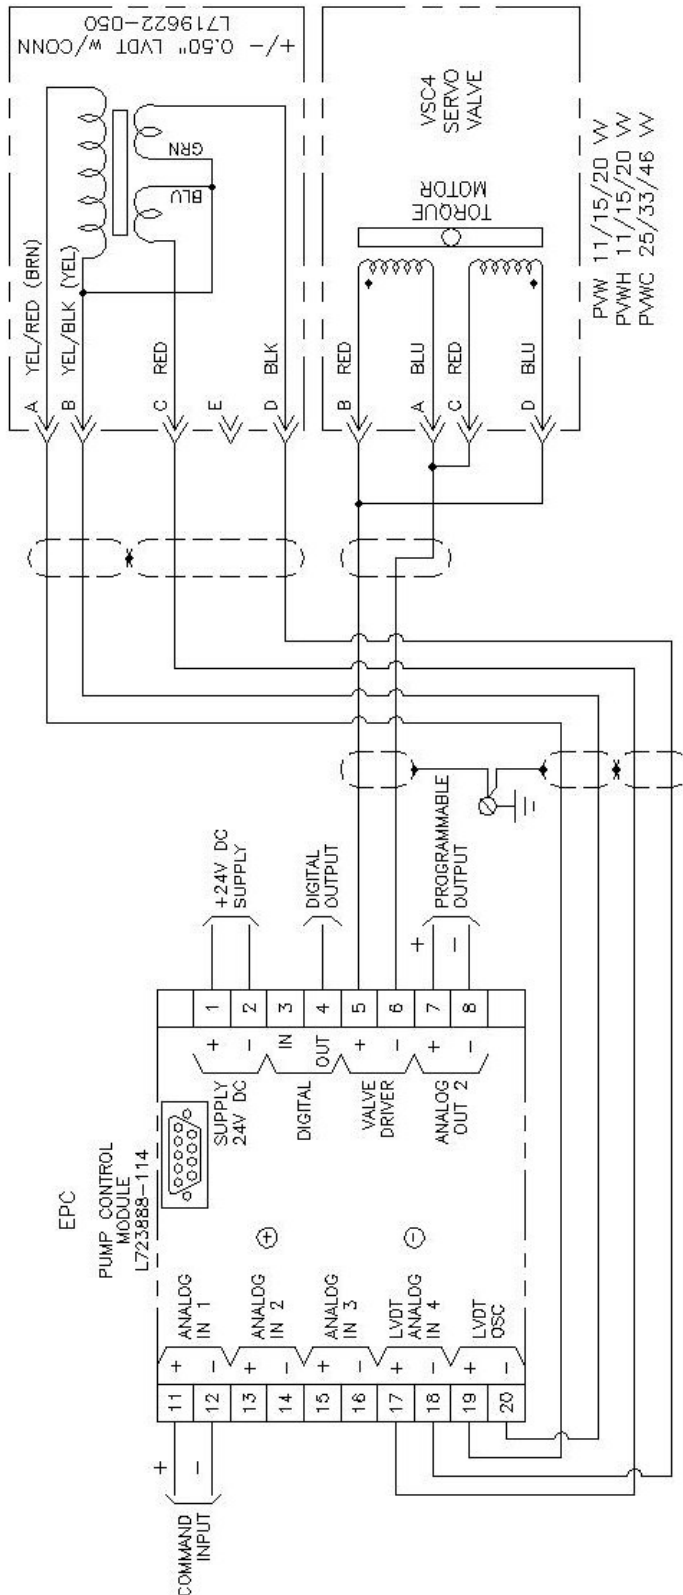 +/- 0.50" LVDT w/CONN
L719622-050
GRN
BLU
YEL/RED (BRN)
YEL/BLK (YEL)
RED
BLK
A
B
C
E
D
VSC4
SERVO
VALVE
TORQUE
MOTOR
RED
BLU
RED
BLU
B
A
C
D
PVW 11/15/20 VV
PVWH 11/15/20 VV
PVWC 25/33/46 VV
+24V DC
SUPPLY
DIGITAL
OUTPUT
+
-
PROGRAMMABLE
OUTPUT
1
2
3
4
5
6
7
8
+
-
IN
OUT
+
-
+
-
SUPPLY
24V DC
DIGITAL
VALVE
DRIVER
ANALOG
OUT 2
EPC
PUMP CONTROL
MODULE
L723888-114
+
-
ANALOG
IN 1
ANALOG
IN 2
ANALOG
IN 3
LVDT
ANALOG
IN 4
LVDT
OSC
+
-
+
-
+
-
+
-
+
-
11
12
13
14
15
16
17
18
19
20
+
-
COMMAND
INPUT